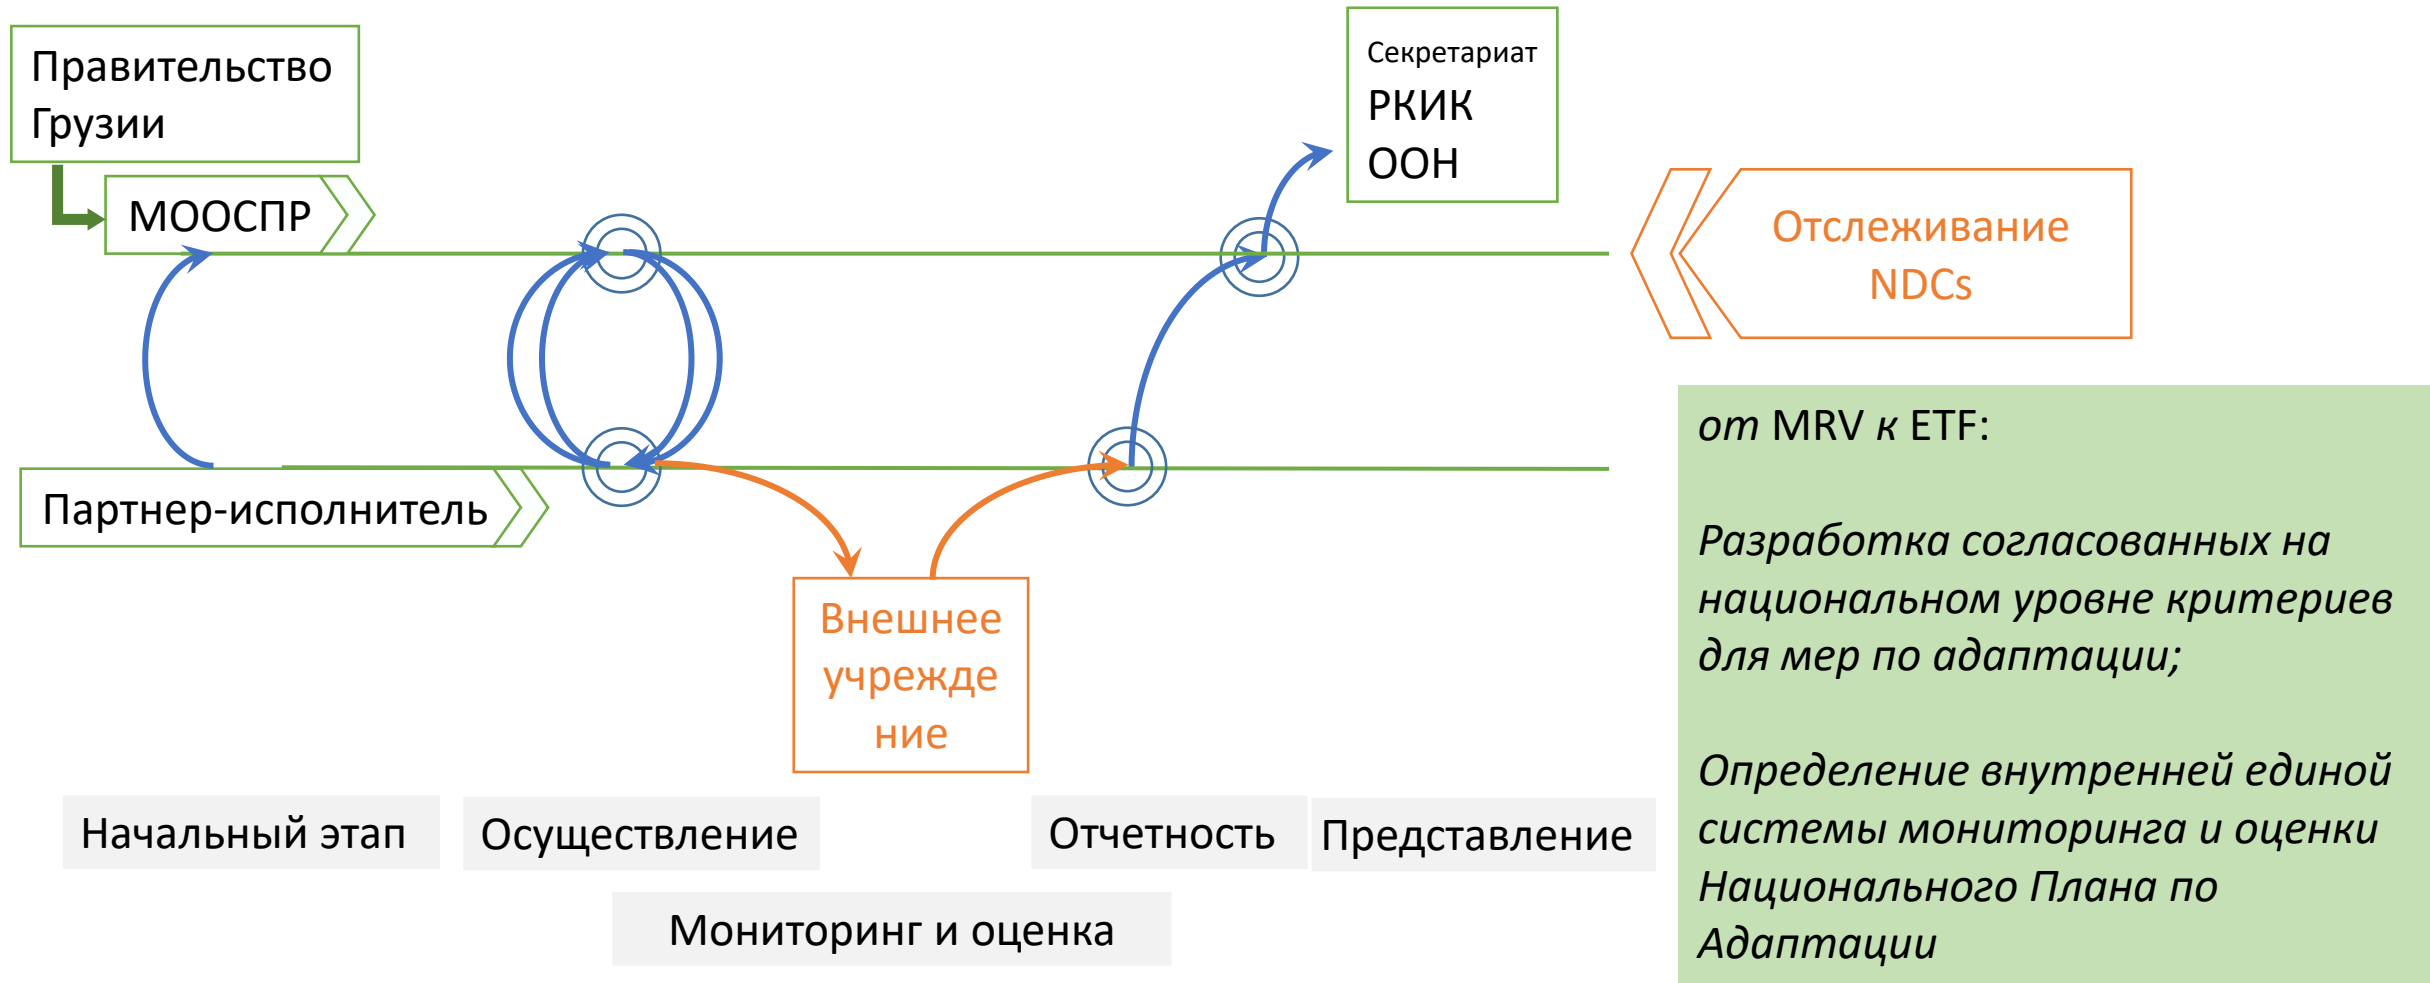 Правительство
Грузии
МООСПР
Секретариат
РКИК
ООН
Отслеживание
NDCs
Партнер-исполнитель
Внешнее
учрежде
ние
Начальный этап
Осуществление
Отчетность
Представление
Мониторинг и оценка
от MRV к ETF:
Разработка согласованных на
национальном уровне критериев
для мер по адаптации;
Определение внутренней единой
системы мониторинга и оценки
Национального Плана по
Адаптации